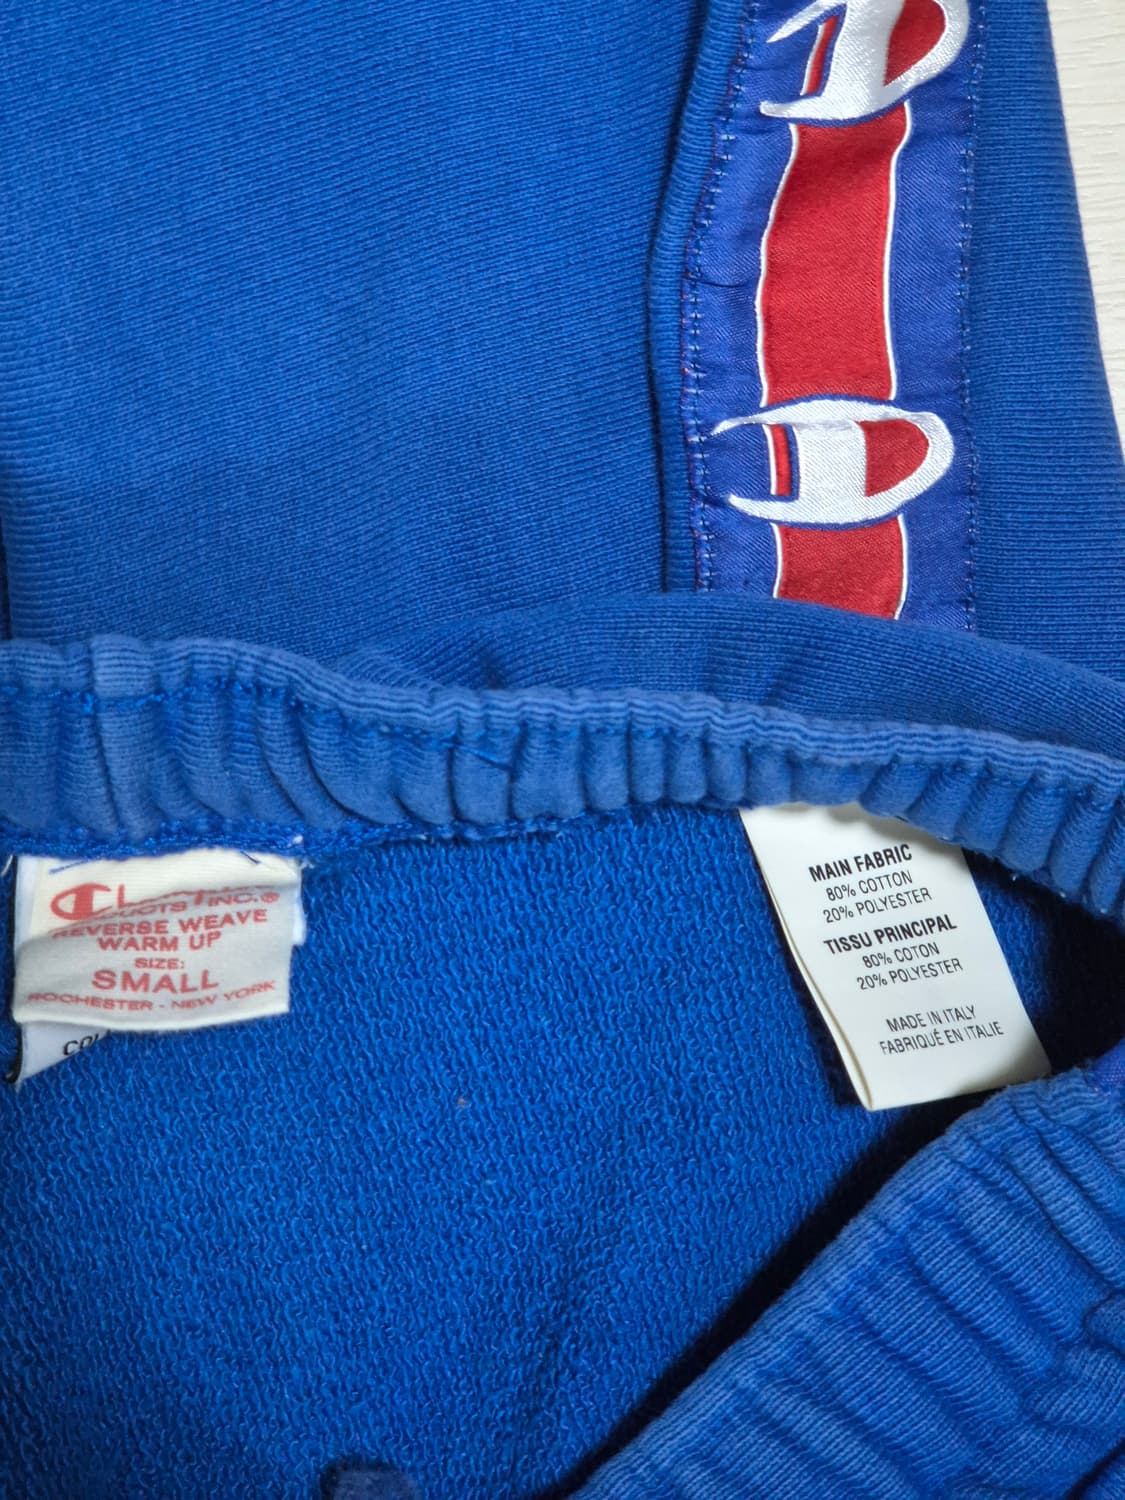 PRODUCTS INC.®
REVERSE WEAVE
WARM UP
SIZE:
SMALL
ROCHESTER - NEW YORK
MAIN FABRIC
80% COTTON
20% POLYESTER
TISSU PRINCIPAL
80% COTON
20% POLYESTER
MADE IN ITALY
FABRIQUÉ EN ITALIE